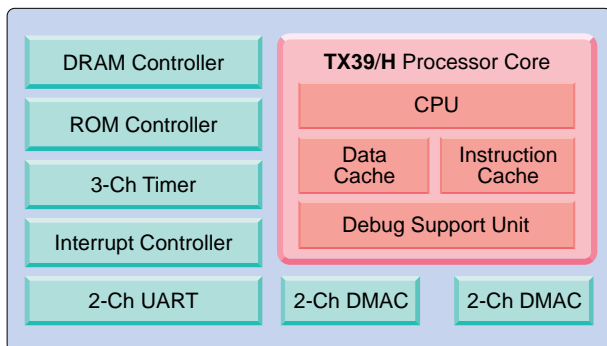 DRAM Controller
ROM Controller
3-Ch Timer
Interrupt Controller
2-Ch UART
TX39/H Processor Core
CPU
Data
Cache
Instruction
Cache
Debug Support Unit
2-Ch DMAC
2-Ch DMAC